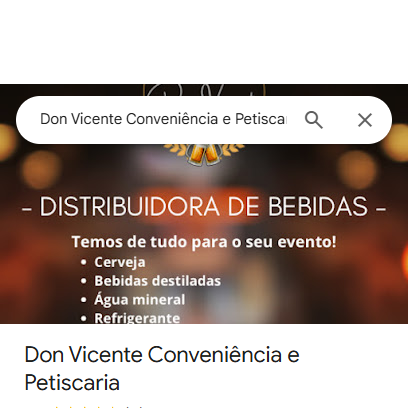 Don Vicente Conveniência e Petiscar
- DISTRIBUIDORA DE BEBIDAS -
Temos de tudo para o seu evento!
• Cerveja
• Bebidas destiladas
• Água mineral
• Refrigerante
Don Vicente Conveniência e
Petiscaria